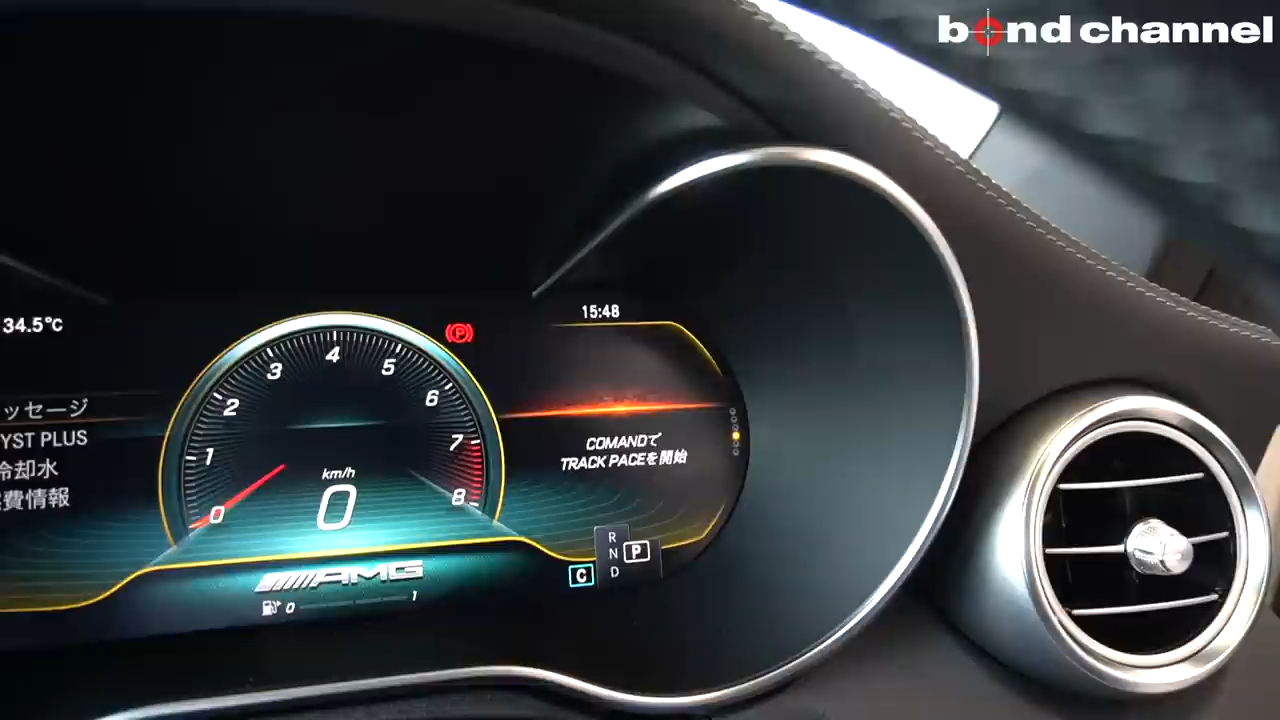 bond channel
34.5℃
15:48
ッセージ
YST PLUS
冷却水
費情報
0 1 2 3 4 5 6 7 8
km/h
0
COMANDで
TRACK PACEを開始
R
N P
D
C
AMG
0 1